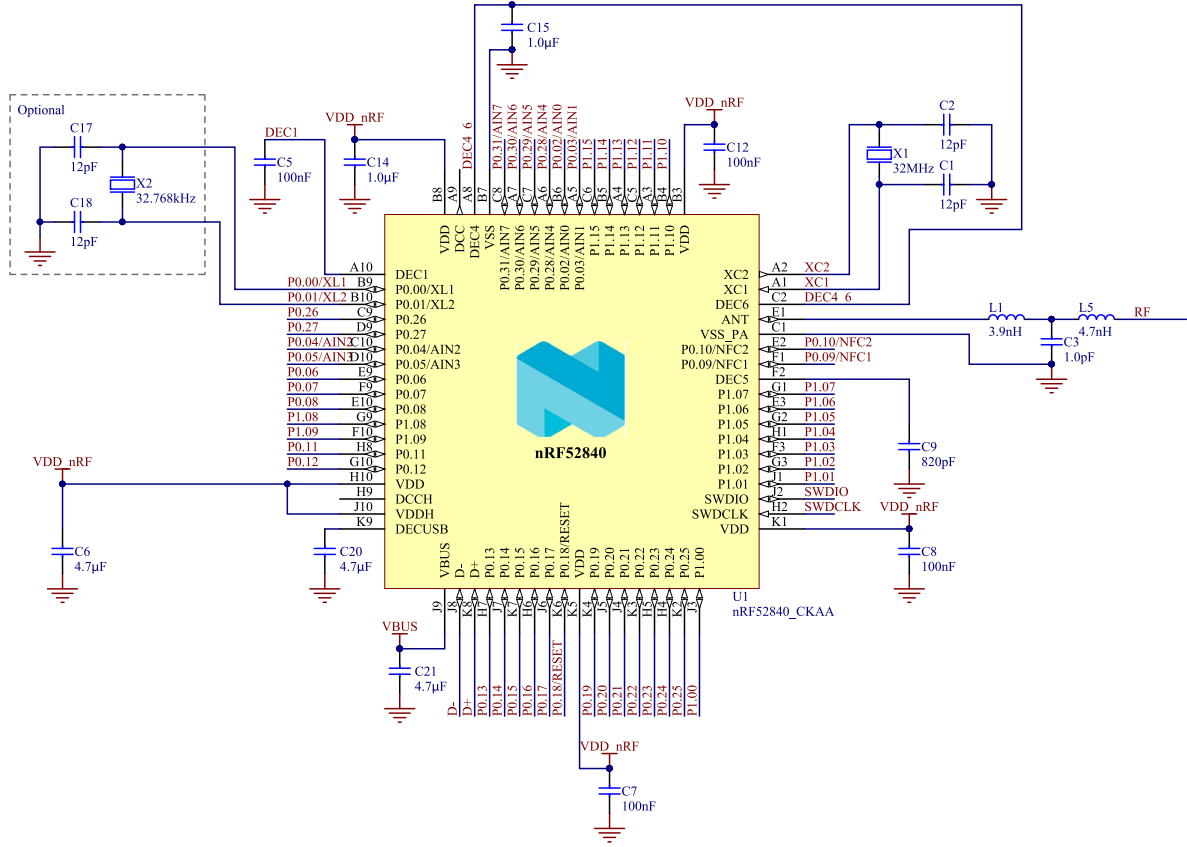 C15
1.0µF
Optional
C17
12pF
X2
32.768kHz
C18
12pF
DEC1
C5
100nF
VDD_nRF
C14
1.0µF
DEC4_6
P0.31/AIN7
P0.30/AIN6
P0.29/AIN5
P0.28/AIN4
P0.02/AIN0
P0.03/AIN1
P1.15
P1.14
P1.13
P1.12
P1.11
P1.10
VDD_nRF
C12
100nF
C2
12pF
X1
32MHz
C1
12pF
B8
A9
A8
B7
C8
A7
C7
A6
B6
A5
C6
B5
A4
C5
A3
B4
B3
VDD
DCC
DEC4
VSS
P0.31/AIN7
P0.30/AIN6
P0.29/AIN5
P0.28/AIN4
P0.02/AIN0
P0.03/AIN1
P1.15
P1.14
P1.13
P1.12
P1.11
P1.10
VDD
A10 DEC1
P0.00/XL1 B9 P0.00/XL1
P0.01/XL2 B10 P0.01/XL2
P0.26 C9 P0.26
P0.27 D9 P0.27
P0.04/AIN2 C10 P0.04/AIN2
P0.05/AIN3 D10 P0.05/AIN3
P0.06 E9 P0.06
P0.07 F9 P0.07
P0.08 E10 P0.08
P1.08 G9 P1.08
P1.09 F10 P1.09
P0.11 H8 P0.11
P0.12 G10 P0.12
H10 VDD
H9 DCCH
J10 VDDH
K9 DECUSB
VDD_nRF
C6
4.7µF
C20
4.7µF
nRF52840
XC2 A2 XC2
XC1 A1 XC1
DEC6 C2 DEC4_6
ANT E1
VSS_PA C1
P0.10/NFC2 E2 P0.10/NFC2
P0.09/NFC1 F1 P0.09/NFC1
DEC5 F2
P1.07 G1 P1.07
P1.06 E3 P1.06
P1.05 G2 P1.05
P1.04 H1 P1.04
P1.03 F3 P1.03
P1.02 G3 P1.02
P1.01 J1 P1.01
SWDIO J2 SWDIO
SWDCLK H2 SWDCLK
VDD K1
L1
3.9nH
L5
4.7nH
RF
C3
1.0pF
C9
820pF
VDD_nRF
C8
100nF
VBUS
D-
D+
P0.13
P0.14
P0.15
P0.16
P0.17
P0.18/RESET
VDD
P0.19
P0.20
P0.21
P0.22
P0.23
P0.24
P0.25
P1.00
J9
J8
K8
H7
J7
K7
H6
J6
K6
K5
K4
J5
J4
K3
H5
H4
K2
J3
U1
nRF52840_CKAA
VBUS
C21
4.7µF
D-
D+
P0.13
P0.14
P0.15
P0.16
P0.17
P0.18/RESET
P0.19
P0.20
P0.21
P0.22
P0.23
P0.24
P0.25
P1.00
VDD_nRF
C7
100nF